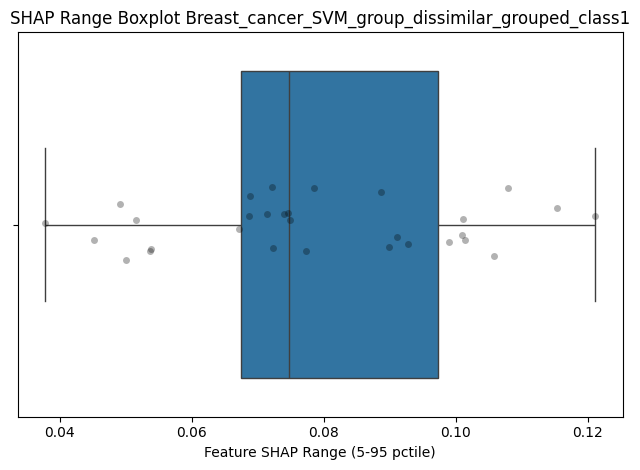 SHAP Range Boxplot Breast_cancer_SVM_group_dissimilar_grouped_class1
0.04 0.06 0.08 0.10 0.12
Feature SHAP Range (5-95 pctile)